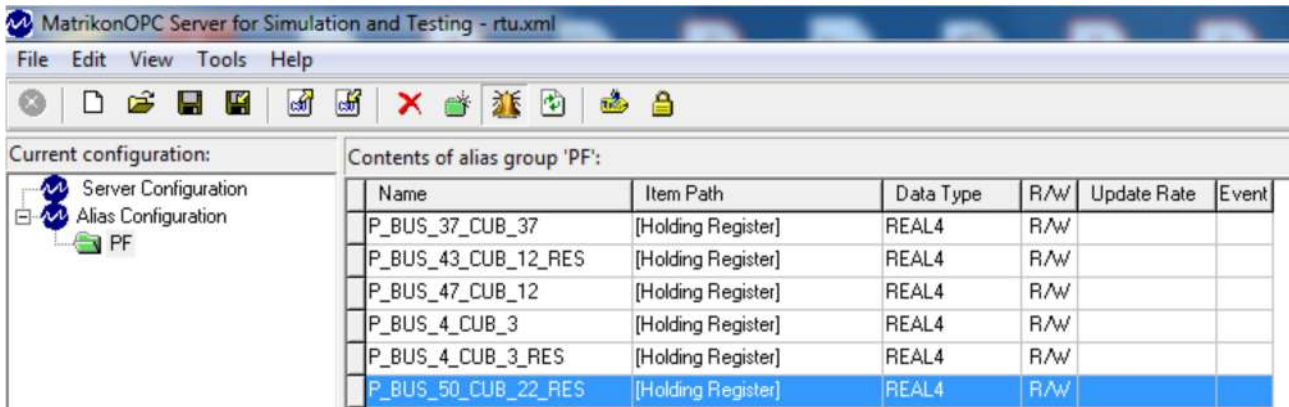 MatrikonOPC Server for Simulation and Testing - rtu.xml
File Edit View Tools Help
Current configuration:
Server Configuration
Alias Configuration
PF
Contents of alias group 'PF':
Name Item Path Data Type R/W Update Rate Event
P_BUS_37_CUB_37 [Holding Register] REAL4 R/W
P_BUS_43_CUB_12_RES [Holding Register] REAL4 R/W
P_BUS_47_CUB_12 [Holding Register] REAL4 R/W
P_BUS_4_CUB_3 [Holding Register] REAL4 R/W
P_BUS_4_CUB_3_RES [Holding Register] REAL4 R/W
P_BUS_50_CUB_22_RES [Holding Register] REAL4 R/W